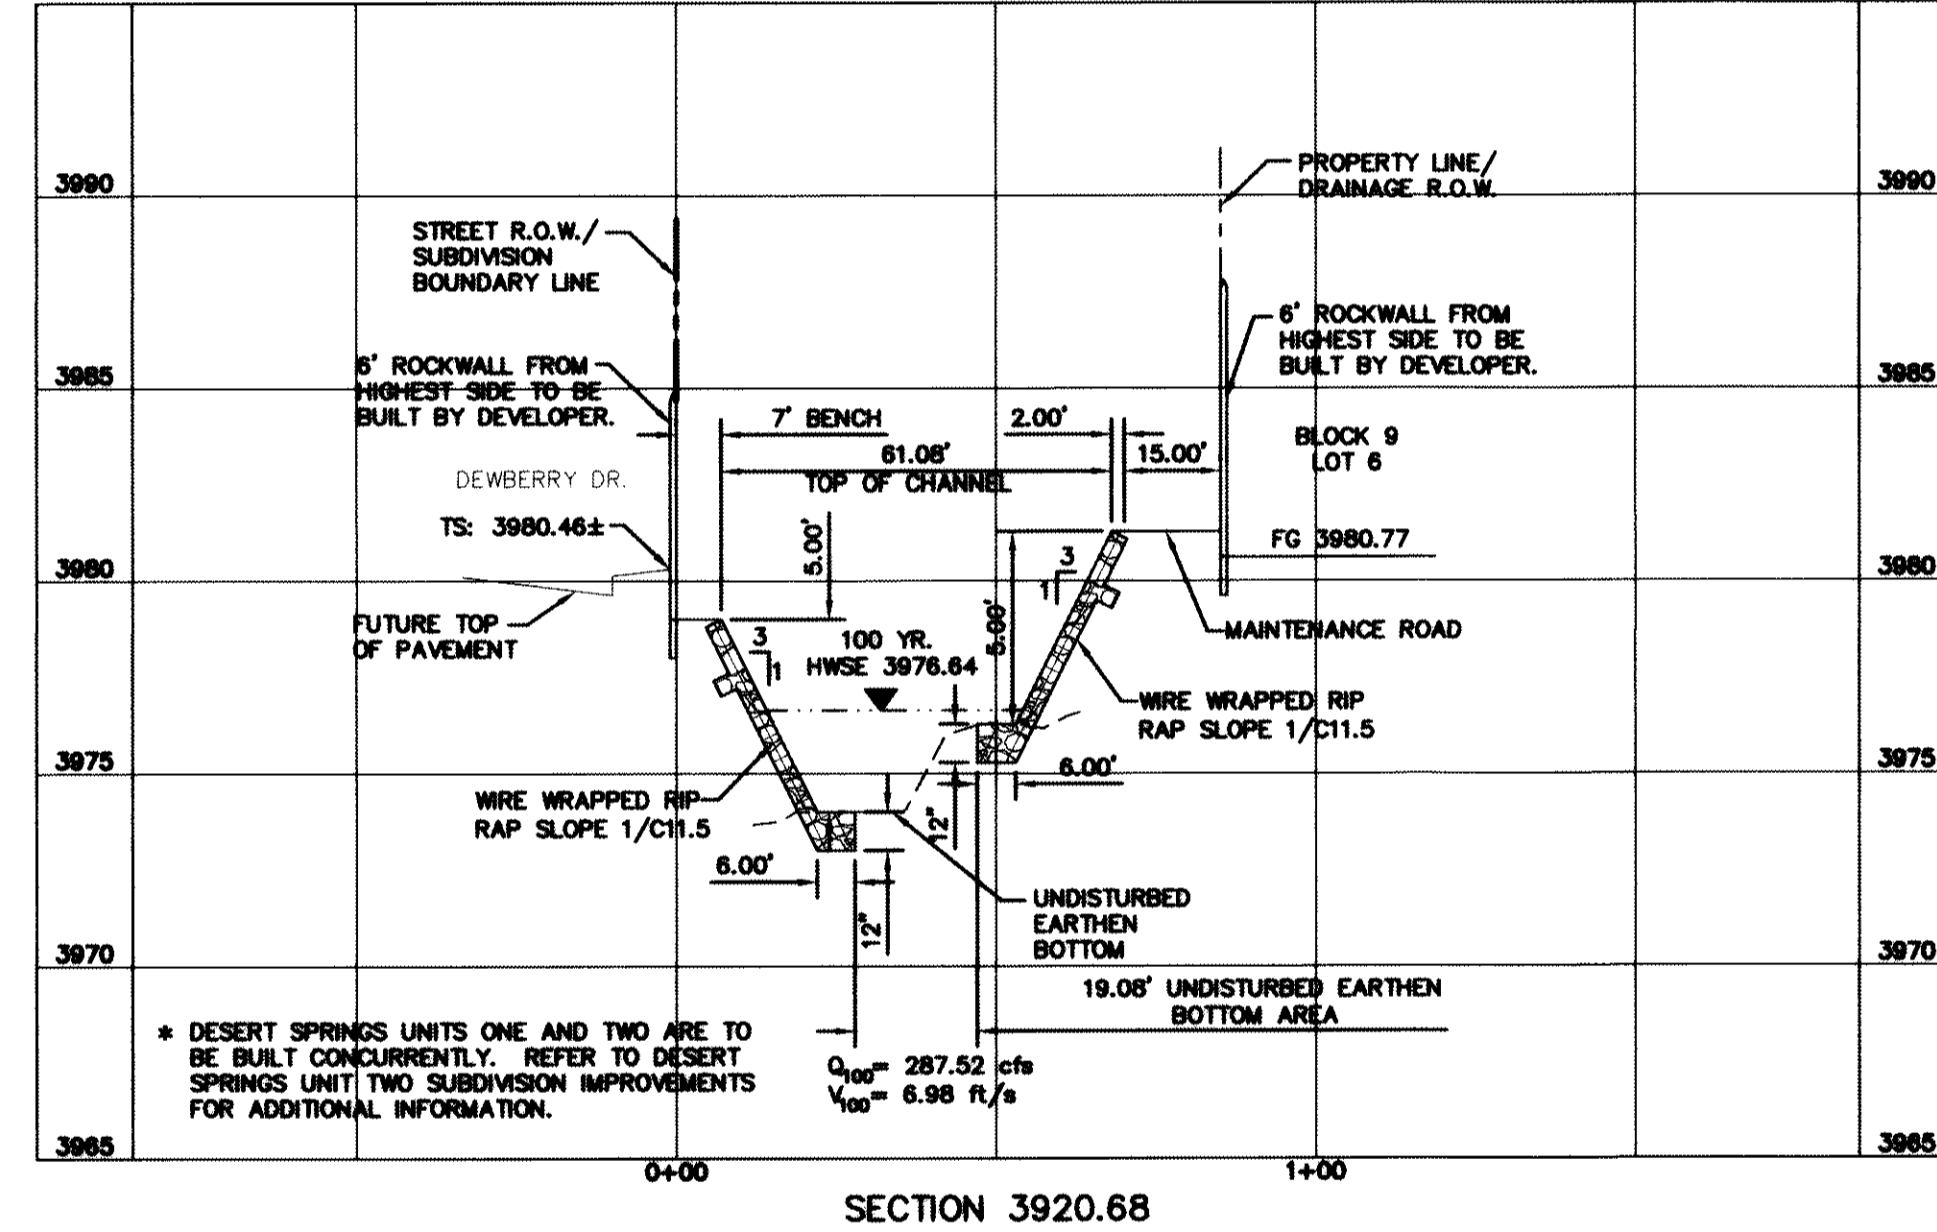 PROPERTY LINE/
DRAINAGE R.O.W.
3990
3990
STREET R.O.W./
SUBDIVISION
BOUNDARY LINE
6' ROCKWALL FROM
HIGHEST SIDE TO BE
BUILT BY DEVELOPER.
6' ROCKWALL FROM
HIGHEST SIDE TO BE
BUILT BY DEVELOPER.
3985
3985
7' BENCH
2.00'
61.08'
TOP OF CHANNEL
15.00'
BLOCK 9
LOT 6
DEWBERRY DR.
TS: 3980.46±
5.00'
FG 3980.77
3980
3980
3
1
3
1
5.00'
FUTURE TOP
OF PAVEMENT
100 YR.
HWSE 3976.64
MAINTENANCE ROAD
WIRE WRAPPED RIP
RAP SLOPE 1/C11.5
3975
3975
6.00'
WIRE WRAPPED RIP
RAP SLOPE 1/C11.5
12"
6.00'
12"
UNDISTURBED
EARTHEN
BOTTOM
3970
3970
19.08' UNDISTURBED EARTHEN
BOTTOM AREA
* DESERT SPRINGS UNITS ONE AND TWO ARE TO
BE BUILT CONCURRENTLY. REFER TO DESERT
SPRINGS UNIT TWO SUBDIVISION IMPROVEMENTS
FOR ADDITIONAL INFORMATION.
Q100= 287.52 cfs
V100= 6.98 ft/s
3965
3965
0+00
1+00
SECTION 3920.68